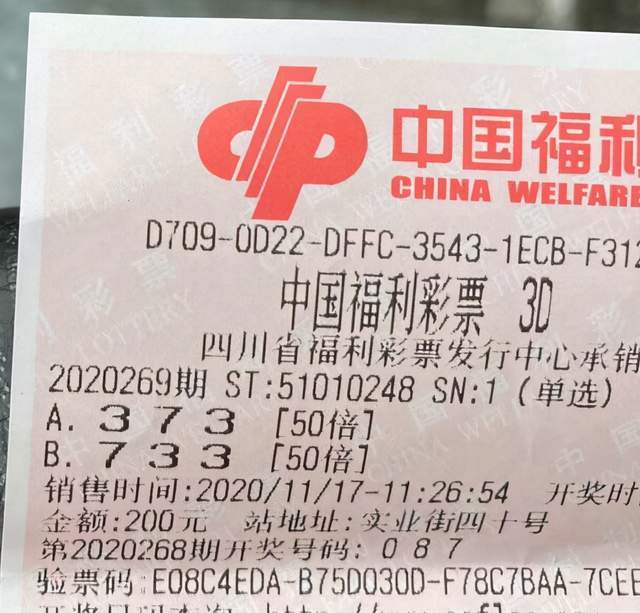 中国福利
CHINA WELFARE
D709-0D22-DFFC-3543-1ECB-F312
中国福利彩票 3D
四川省福利彩票发行中心承销
2020269期 ST:51010248 SN:1 (单选)
A. 3 7 3 [50倍]
B. 7 3 3 [50倍]
销售时间:2020/11/17-11:26:54 开奖时
金额:200元 站地址:实业街四十号
第2020268期开奖号码: 0 8 7
验票码:E08C4EDA-B75D030D-F78C7BAA-7CEE